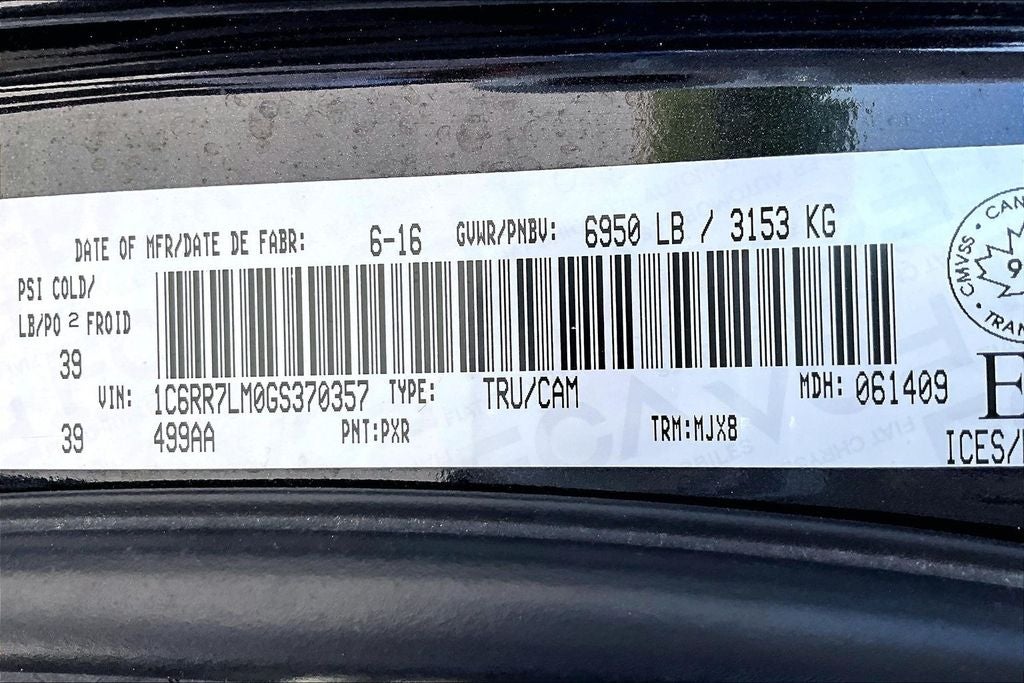 DATE OF MFR/DATE DE FABR: 6-16 GVWR/PNBV: 6950 LB / 3153 KG
PSI COLD/
LB/PO 2 FROID
39
VIN: 1C6RR7LM0GS370357 TYPE: TRU/CAM MDH: 061409
39 499AA PNT:PXR TRM:MJX8
CMVSS
ICES/